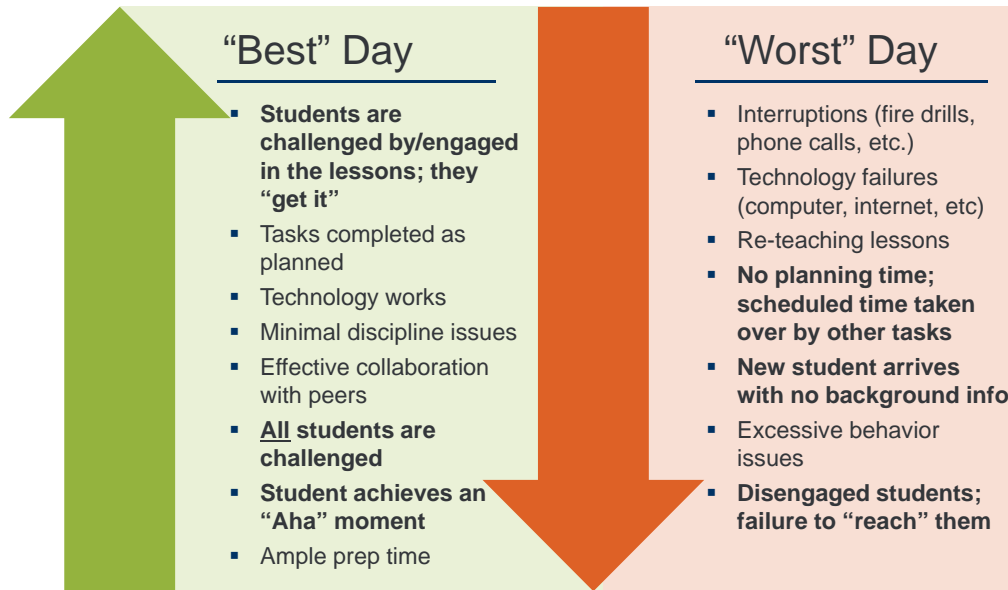 “Best” Day
▪ Students are
challenged by/engaged
in the lessons; they
“get it”
▪ Tasks completed as
planned
▪ Technology works
▪ Minimal discipline issues
▪ Effective collaboration
with peers
▪ All students are
challenged
▪ Student achieves an
“Aha” moment
▪ Ample prep time
“Worst” Day
▪ Interruptions (fire drills,
phone calls, etc.)
▪ Technology failures
(computer, internet, etc)
▪ Re-teaching lessons
▪ No planning time;
scheduled time taken
over by other tasks
▪ New student arrives
with no background info
▪ Excessive behavior
issues
▪ Disengaged students;
failure to “reach” them